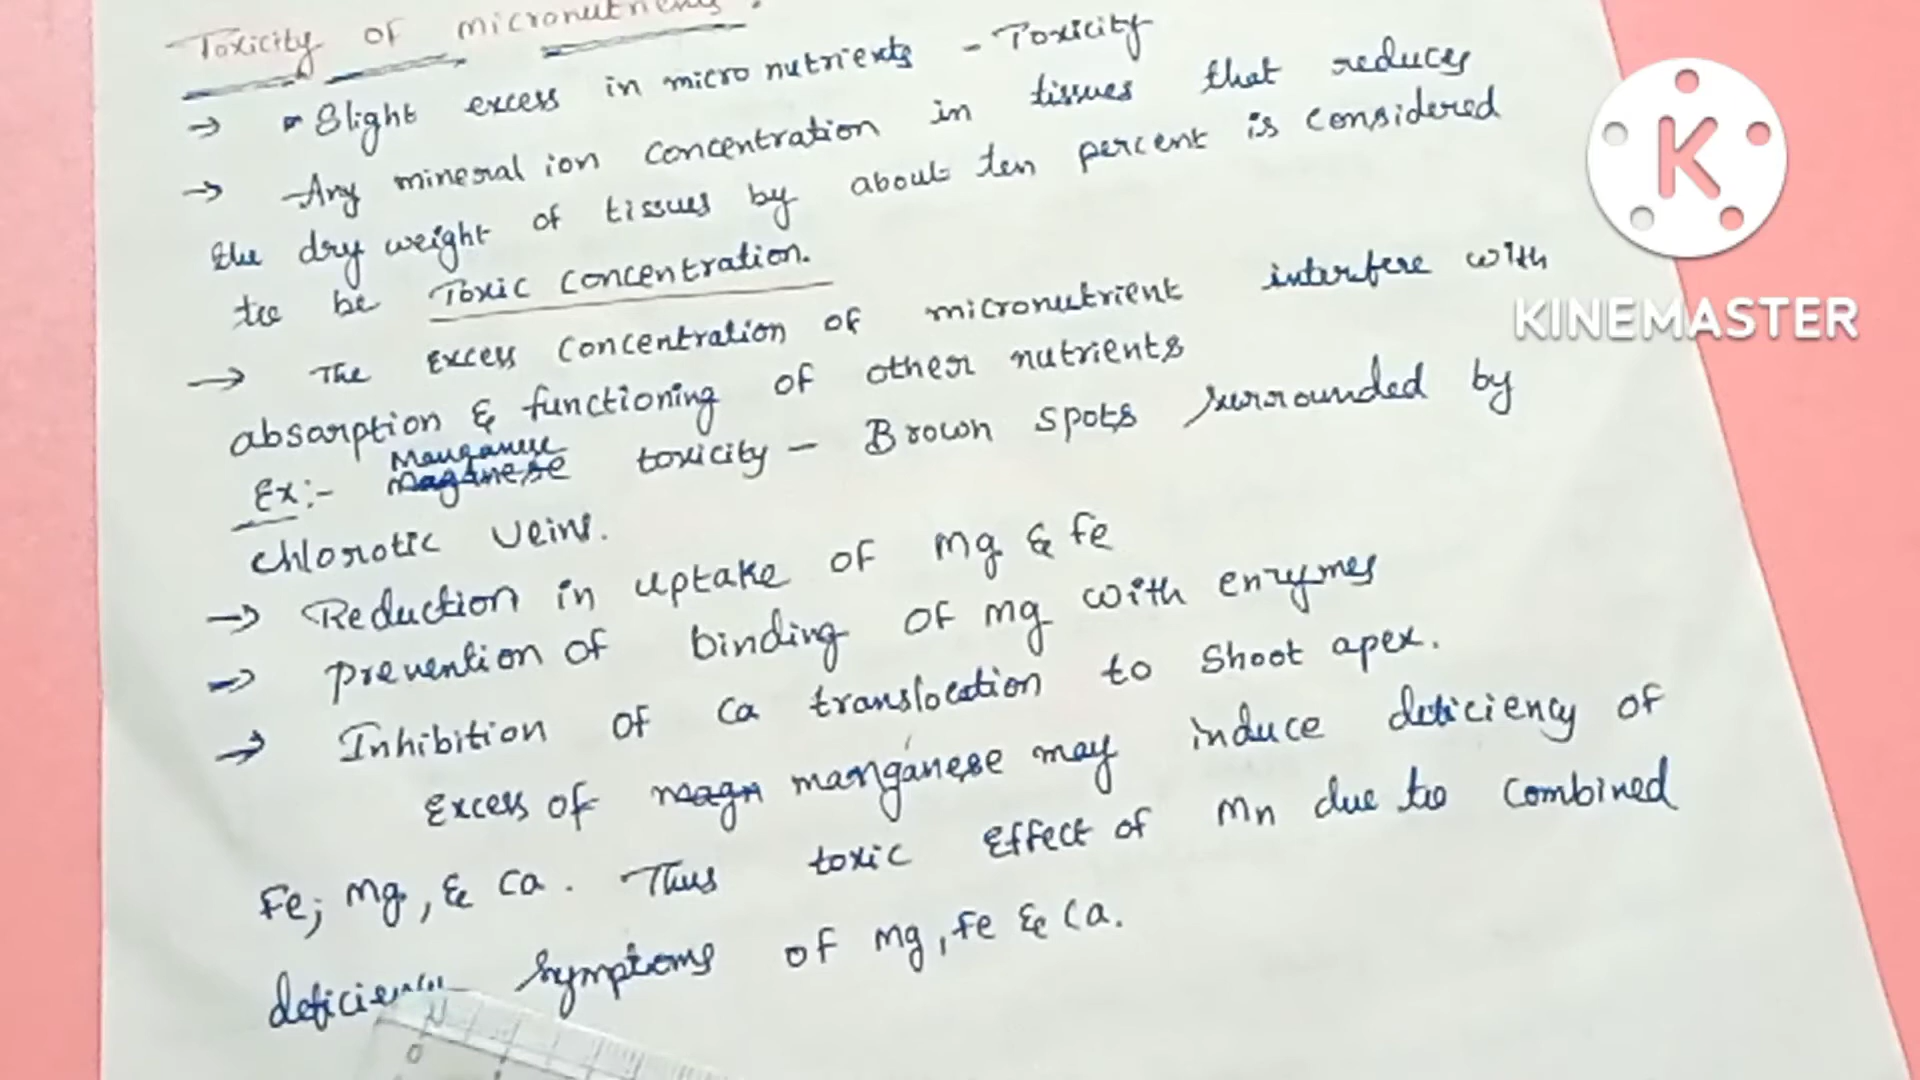 Toxicity of micronutrients.
→ Slight excess in micro nutrients - Toxicity
→ Any mineral ion concentration in tissues that reduces
the dry weight of tissues by about ten percent is considered
to be Toxic concentration.
→ The Excess concentration of micronutrient interfere with
absorption & functioning of other nutrients
Manganese
Ex:- Maganese toxicity - Brown spots surrounded by
chlorotic veins.
→ Reduction in uptake of Mg & Fe
→ Prevention of binding of Mg with enzymes
→ Inhibition of Ca translocation to Shoot apex.
Excess of magn manganese may induce deficiency of
Fe, Mg, & Ca. Thus toxic Effect of Mn due to combined
deficiency symptoms of Mg, Fe & Ca.
K
KINEMASTER
0